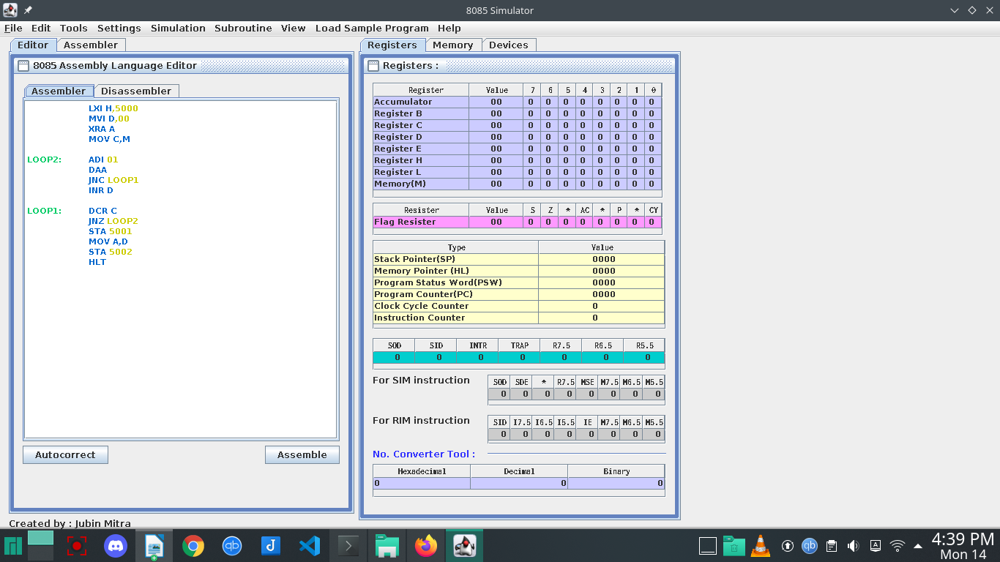 8085 Simulator
File Edit Tools Settings Simulation Subroutine View Load Sample Program Help
Editor Assembler
8085 Assembly Language Editor
Assembler Disassembler
LXI H,5000
MVI D,00
XRA A
MOV C,M
LOOP2: ADI 01
DAA
JNC LOOP1
INR D
LOOP1: DCR C
JNZ LOOP2
STA 5001
MOV A,D
STA 5002
HLT
Autocorrect Assemble
Created by : Jubin Mitra
Registers Memory Devices
Registers :
Register Value 7 6 5 4 3 2 1 0
Accumulator 00 0 0 0 0 0 0 0 0
Register B 00 0 0 0 0 0 0 0 0
Register C 00 0 0 0 0 0 0 0 0
Register D 00 0 0 0 0 0 0 0 0
Register E 00 0 0 0 0 0 0 0 0
Register H 00 0 0 0 0 0 0 0 0
Register L 00 0 0 0 0 0 0 0 0
Memory(M) 00 0 0 0 0 0 0 0 0
Resister Value S Z * AC * P * CY
Flag Resister 00 0 0 0 0 0 0 0 0
Type Value
Stack Pointer(SP) 0000
Memory Pointer (HL) 0000
Program Status Word(PSW) 0000
Program Counter(PC) 0000
Clock Cycle Counter 0
Instruction Counter 0
SOD SID INTR TRAP R7.5 R6.5 R5.5
0 0 0 0 0 0 0
For SIM instruction
SOD SDE * R7.5 MSE M7.5 M6.5 M5.5
0 0 0 0 0 0 0 0
For RIM instruction
SID I7.5 I6.5 I5.5 IE M7.5 M6.5 M5.5
0 0 0 0 0 0 0 0
No. Converter Tool :
Hexadecimal Decimal Binary
0 0 0
qb J qb A
4:39 PM
Mon 14